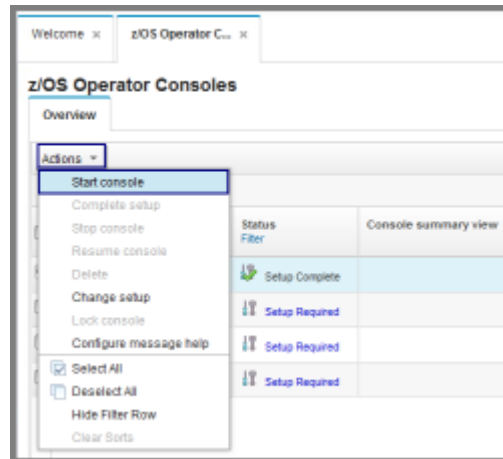 Welcome ×
z/OS Operator C... ×
z/OS Operator Consoles
Overview
Actions
Start console
Complete setup
Stop console
Resume console
Delete
Change setup
Lock console
Configure message help
Select All
Deselect All
Hide Filter Row
Clear Sorts
Status
Filter
Console summary view
Setup Complete
Setup Required
Setup Required
Setup Required